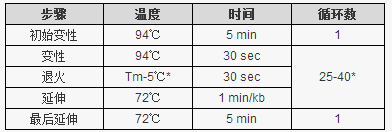 步骤 温度 时间 循环数
初始变性 94℃ 5 min 1
变性 94℃ 30 sec
退火 Tm-5℃* 30 sec 25-40*
延伸 72℃ 1 min/kb
最后延伸 72℃ 5 min 1